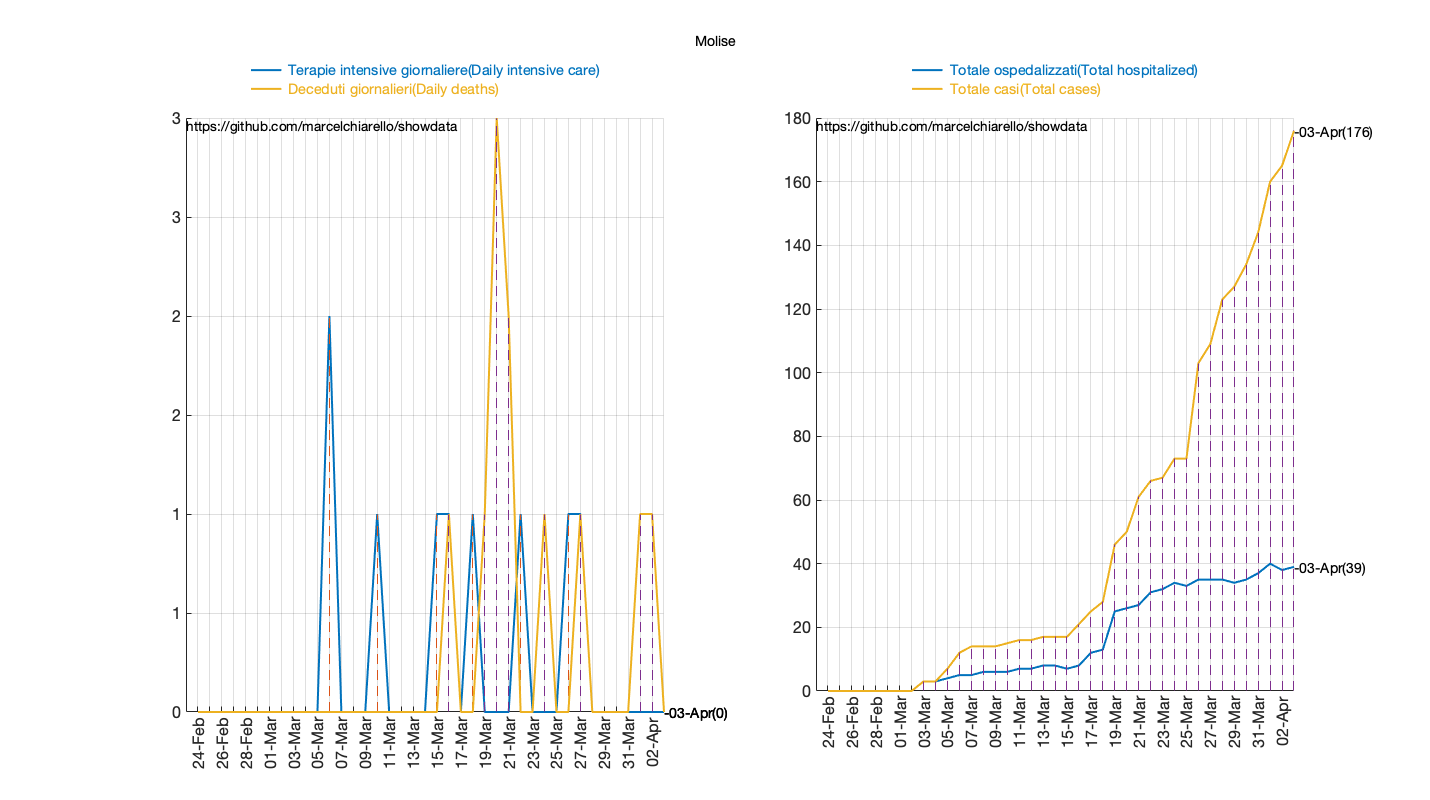 Molise
Terapie intensive giornaliere(Daily intensive care)
Deceduti giornalieri(Daily deaths)
https://github.com/marcelchiarello/showdata
3
3
2
2
1
1
0
-03-Apr(0)
24-Feb
26-Feb
28-Feb
01-Mar
03-Mar
05-Mar
07-Mar
09-Mar
11-Mar
13-Mar
15-Mar
17-Mar
19-Mar
21-Mar
23-Mar
25-Mar
27-Mar
29-Mar
31-Mar
02-Apr
Totale ospedalizzati(Total hospitalized)
Totale casi(Total cases)
https://github.com/marcelchiarello/showdata
180
160
140
120
100
80
60
40
20
0
-03-Apr(176)
-03-Apr(39)
24-Feb
26-Feb
28-Feb
01-Mar
03-Mar
05-Mar
07-Mar
09-Mar
11-Mar
13-Mar
15-Mar
17-Mar
19-Mar
21-Mar
23-Mar
25-Mar
27-Mar
29-Mar
31-Mar
02-Apr